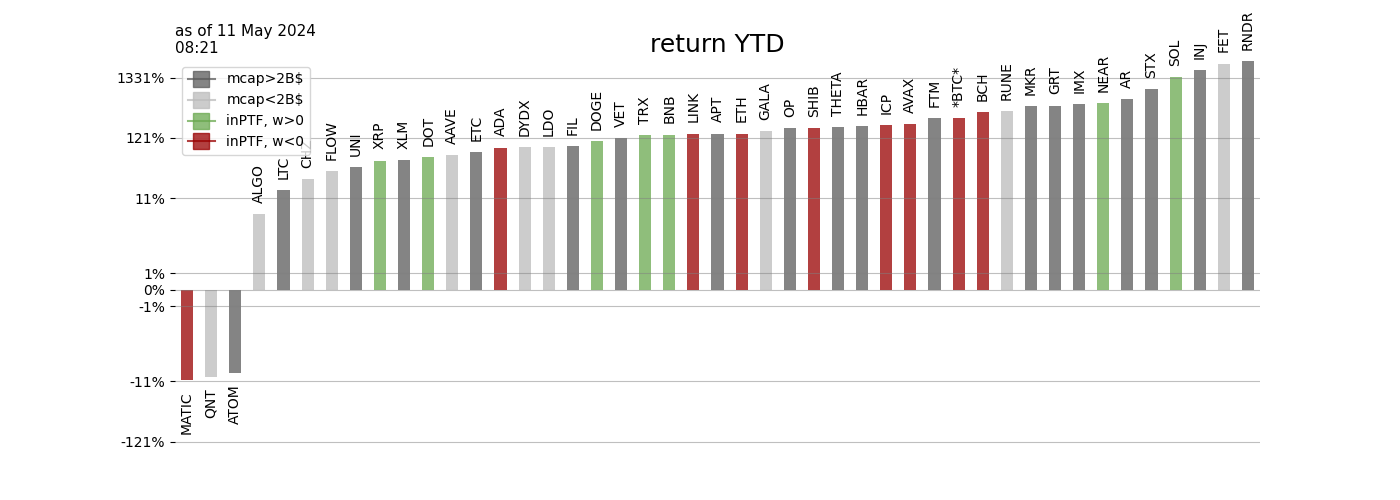 as of 11 May 2024
08:21
return YTD
mcap>2B$
mcap<2B$
inPTF, w>0
inPTF, w<0
1331%
121%
11%
1%
0%
-1%
-11%
-121%
MATIC
QNT
ATOM
ALGO
LTC
CHZ
FLOW
UNI
XRP
XLM
DOT
AAVE
ETC
ADA
DYDX
LDO
FIL
DOGE
VET
TRX
BNB
LINK
APT
ETH
GALA
OP
SHIB
THETA
HBAR
ICP
AVAX
FTM
*BTC*
BCH
RUNE
MKR
GRT
IMX
NEAR
AR
STX
SOL
INJ
FET
RNDR